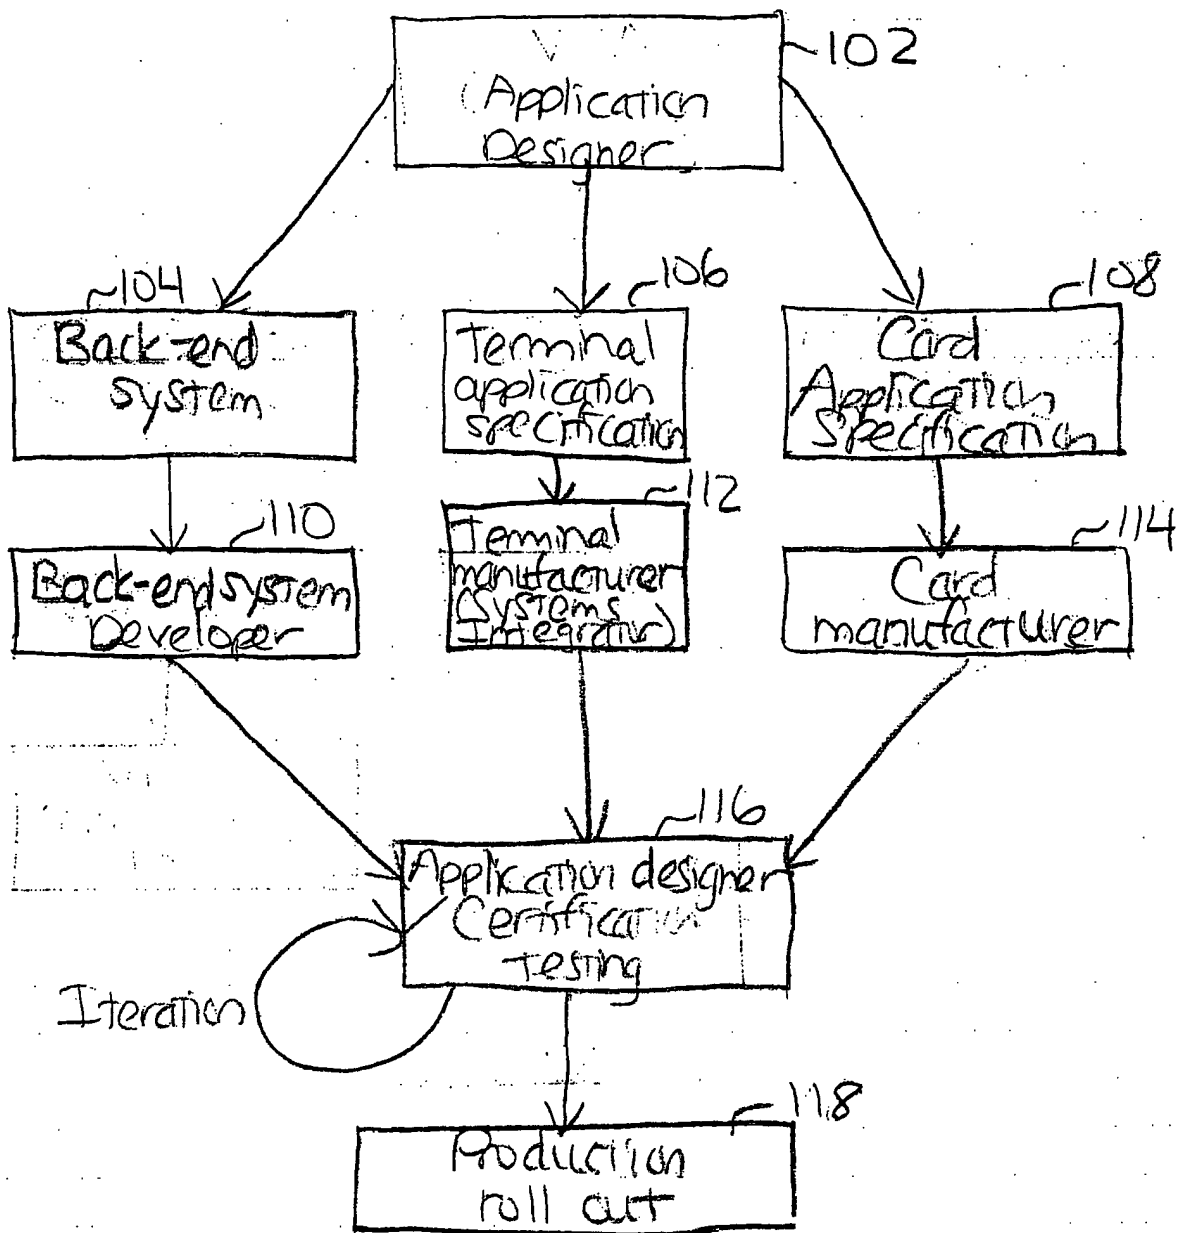 102
Application
Designer
104
Back-end
system
106
Terminal
application
specification
108
Card
Application
Specification
110
Back-end system
Developer
112
Terminal
manufacturer
(Systems
Integrator)
114
Card
manufacturer
116
Application designer
Certification
Testing
Iteration
118
Production
roll out